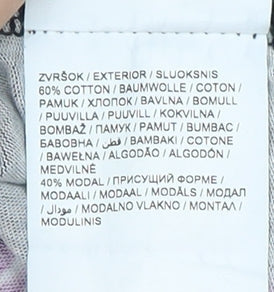 ZVRŠOK / EXTERIOR / SLUOKSNIS
60% COTTON / BAUMWOLLE / COTON /
PAMUK / ХЛОПОК / BAVLNA / BOMULL
/ PUUVILLA / PUUVILL / KOKVILNA /
BOMBAŽ / ПАМУК / PAMUT / BUMBAC /
БАВОВНА / قطن / BAMBAKI / COTONE
/ BAWEŁNA / ALGODÃO / ALGODÓN /
MEDVILNĖ
40% MODAL / ПРИСУЩИЙ ФОРМЕ /
MODAALI / MODAAL / MODĀLS / МОДАЛ
/ مودال / MODALNO VLAKNO / МОНТАЛ /
MODULINIS